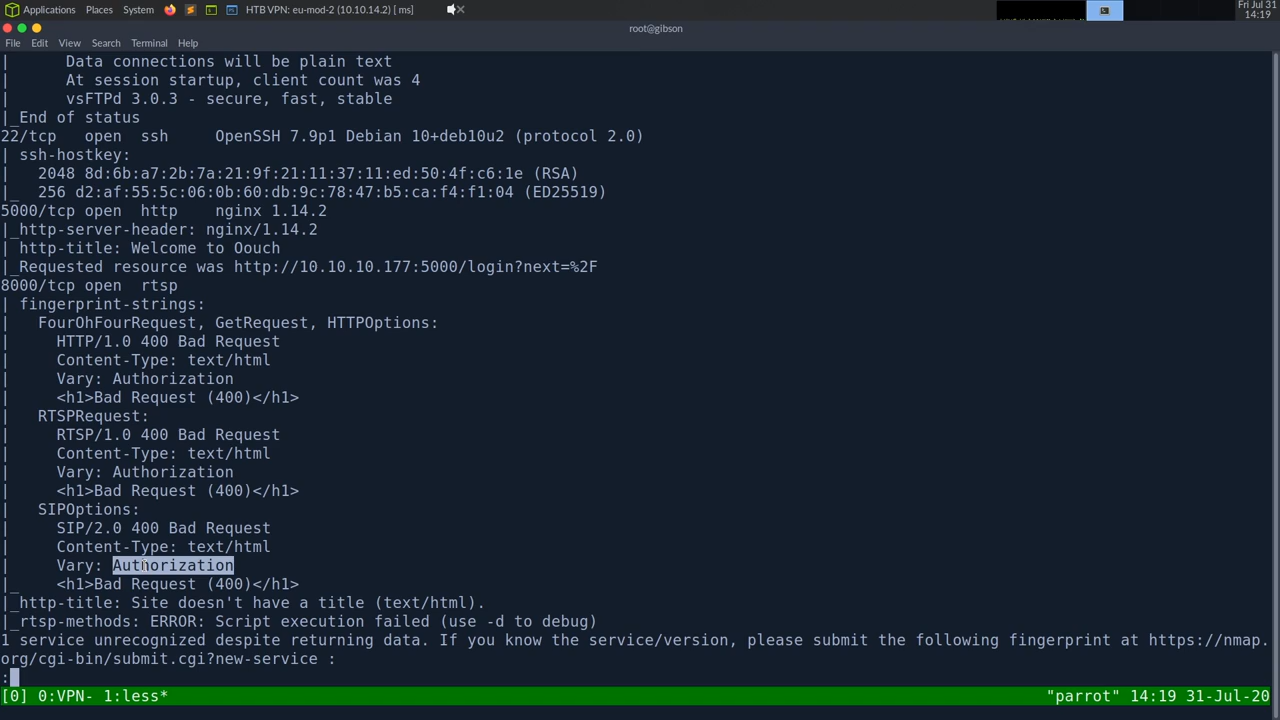 Applications Places System HTB VPN: eu-mod-2 (10.10.14.2) [ ms]
Fri Jul 31
14:19
root@gibson
File Edit View Search Terminal Help
|       Data connections will be plain text
|       At session startup, client count was 4
|       vsFTPd 3.0.3 - secure, fast, stable
|_End of status
22/tcp   open  ssh     OpenSSH 7.9p1 Debian 10+deb10u2 (protocol 2.0)
| ssh-hostkey:
|   2048 8d:6b:a7:2b:7a:21:9f:21:11:37:11:ed:50:4f:c6:1e (RSA)
|_  256 d2:af:55:5c:06:0b:60:db:9c:78:47:b5:ca:f4:f1:04 (ED25519)
5000/tcp open  http    nginx 1.14.2
|_http-server-header: nginx/1.14.2
| http-title: Welcome to Oouch
|_Requested resource was http://10.10.10.177:5000/login?next=%2F
8000/tcp open  rtsp
| fingerprint-strings:
|   FourOhFourRequest, GetRequest, HTTPOptions:
|     HTTP/1.0 400 Bad Request
|     Content-Type: text/html
|     Vary: Authorization
|     <h1>Bad Request (400)</h1>
|   RTSPRequest:
|     RTSP/1.0 400 Bad Request
|     Content-Type: text/html
|     Vary: Authorization
|     <h1>Bad Request (400)</h1>
|   SIPOptions:
|     SIP/2.0 400 Bad Request
|     Content-Type: text/html
|     Vary: Authorization
|_    <h1>Bad Request (400)</h1>
|_http-title: Site doesn't have a title (text/html).
|_rtsp-methods: ERROR: Script execution failed (use -d to debug)
1 service unrecognized despite returning data. If you know the service/version, please submit the following fingerprint at https://nmap.
org/cgi-bin/submit.cgi?new-service :
:
[0] 0:VPN- 1:less* "parrot" 14:19 31-Jul-20